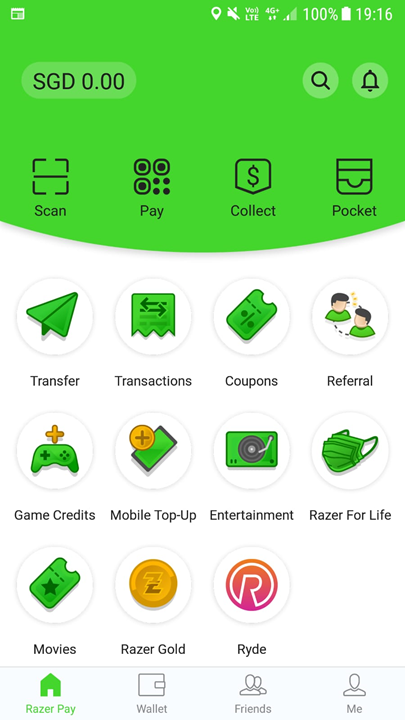 Vo) 4G+ 100% 19:16
LTE
SGD 0.00
Scan Pay Collect Pocket
Transfer Transactions Coupons Referral
Game Credits Mobile Top-Up Entertainment Razer For Life
Movies Razer Gold Ryde
Razer Pay Wallet Friends Me